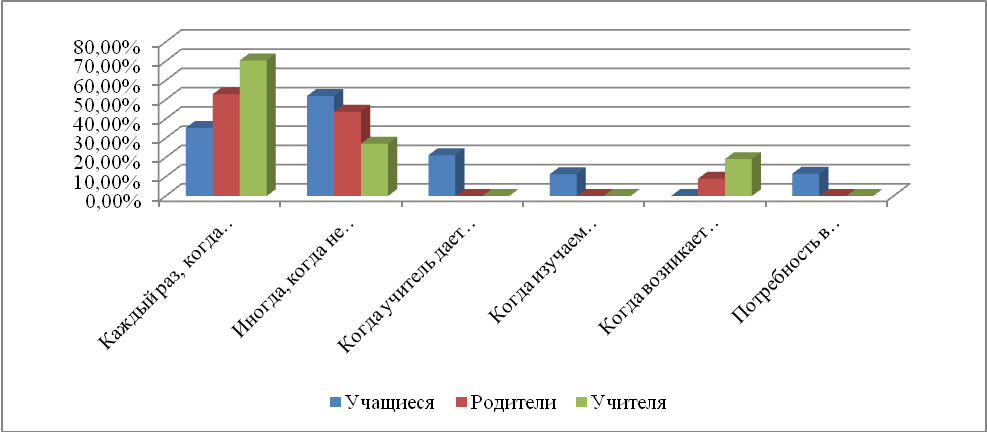 80,00%
70,00%
60,00%
50,00%
40,00%
30,00%
20,00%
10,00%
0,00%
Каждый раз, когда..
Иногда, когда не..
Когда учитель дает..
Когда изучаем..
Когда возникает..
Потребность в..
Учащиеся
Родители
Учителя